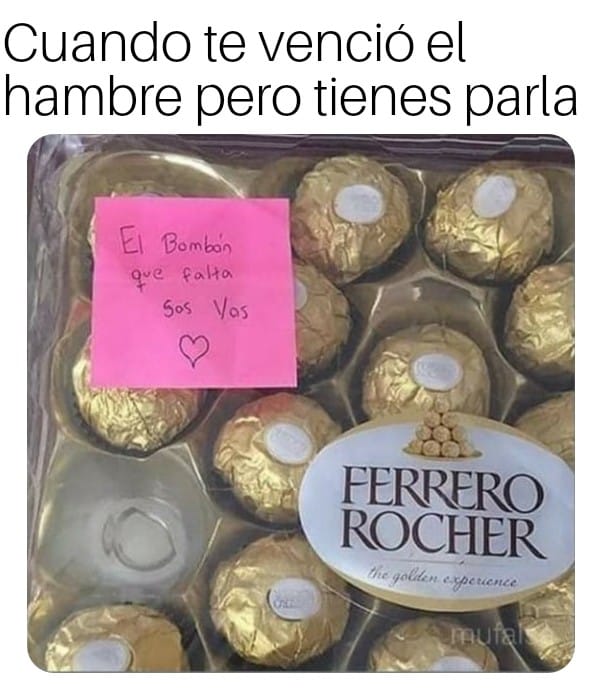 Cuando te venció el
hambre pero tienes parla
El Bombón
que falta
Sos Vos
FERRERO
ROCHER
the golden experience